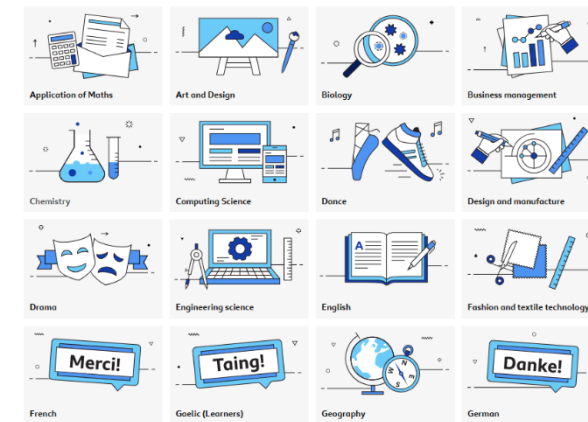 Application of Maths
Art and Design
Biology
Business management
Chemistry
Computing Science
Dance
Design and manufacture
Drama
Engineering science
A
English
Fashion and textile technology
Merci!
French
Taing!
Gaelic (Learners)
N
E
S
W
Geography
Danke!
German